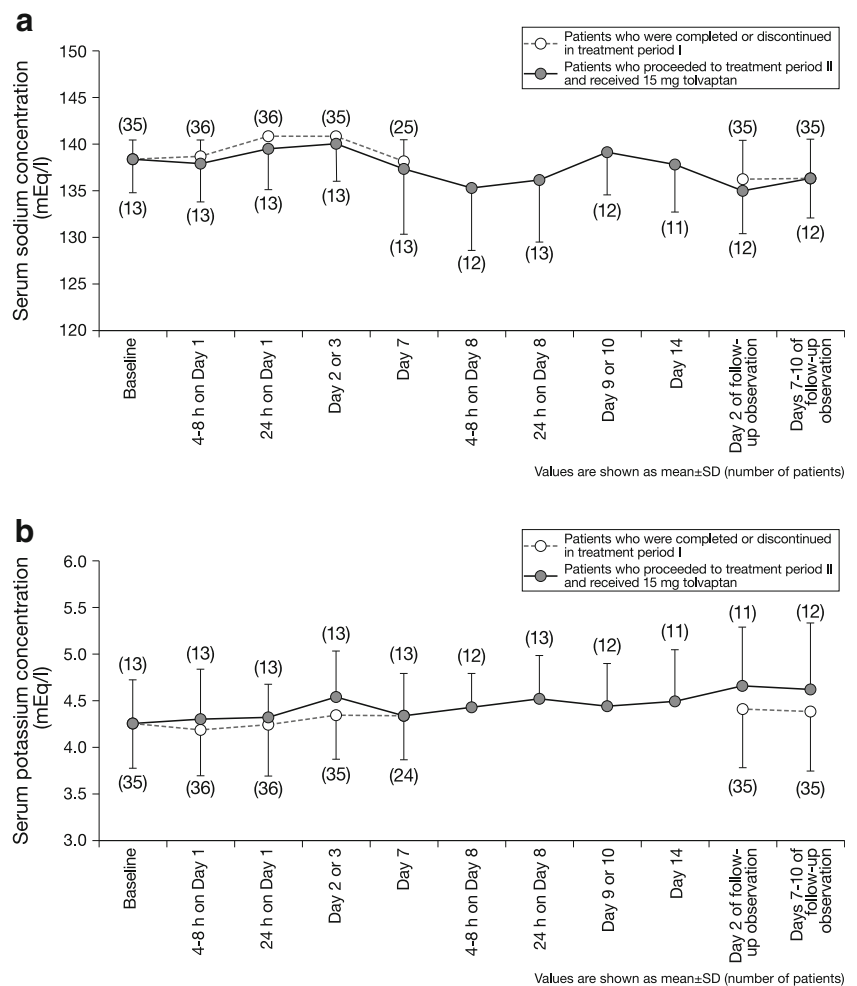 a
Patients who were completed or discontinued
in treatment period I
Patients who proceeded to treatment period II
and received 15 mg tolvaptan
Serum sodium concentration
(mEq/l)
150
145
140
135
130
125
120
(35)
(36)
(36)
(35)
(25)
(35)
(35)
(13)
(13)
(13)
(13)
(13)
(12)
(13)
(12)
(11)
(12)
(12)
Baseline
4-8 h on Day 1
24 h on Day 1
Day 2 or 3
Day 7
4-8 h on Day 8
24 h on Day 8
Day 9 or 10
Day 14
Day 2 of follow-
up observation
Days 7-10 of
follow-up
observation
Values are shown as mean±SD (number of patients)
b
Patients who were completed or discontinued
in treatment period I
Patients who proceeded to treatment period II
and received 15 mg tolvaptan
Serum potassium concentration
(mEq/l)
6.0
5.5
5.0
4.5
4.0
3.5
3.0
(13)
(13)
(13)
(13)
(13)
(12)
(13)
(12)
(11)
(11)
(12)
(35)
(36)
(36)
(35)
(24)
(35)
(35)
Baseline
4-8 h on Day 1
24 h on Day 1
Day 2 or 3
Day 7
4-8 h on Day 8
24 h on Day 8
Day 9 or 10
Day 14
Day 2 of follow-
up observation
Days 7-10 of
follow-up
observation
Values are shown as mean±SD (number of patients)